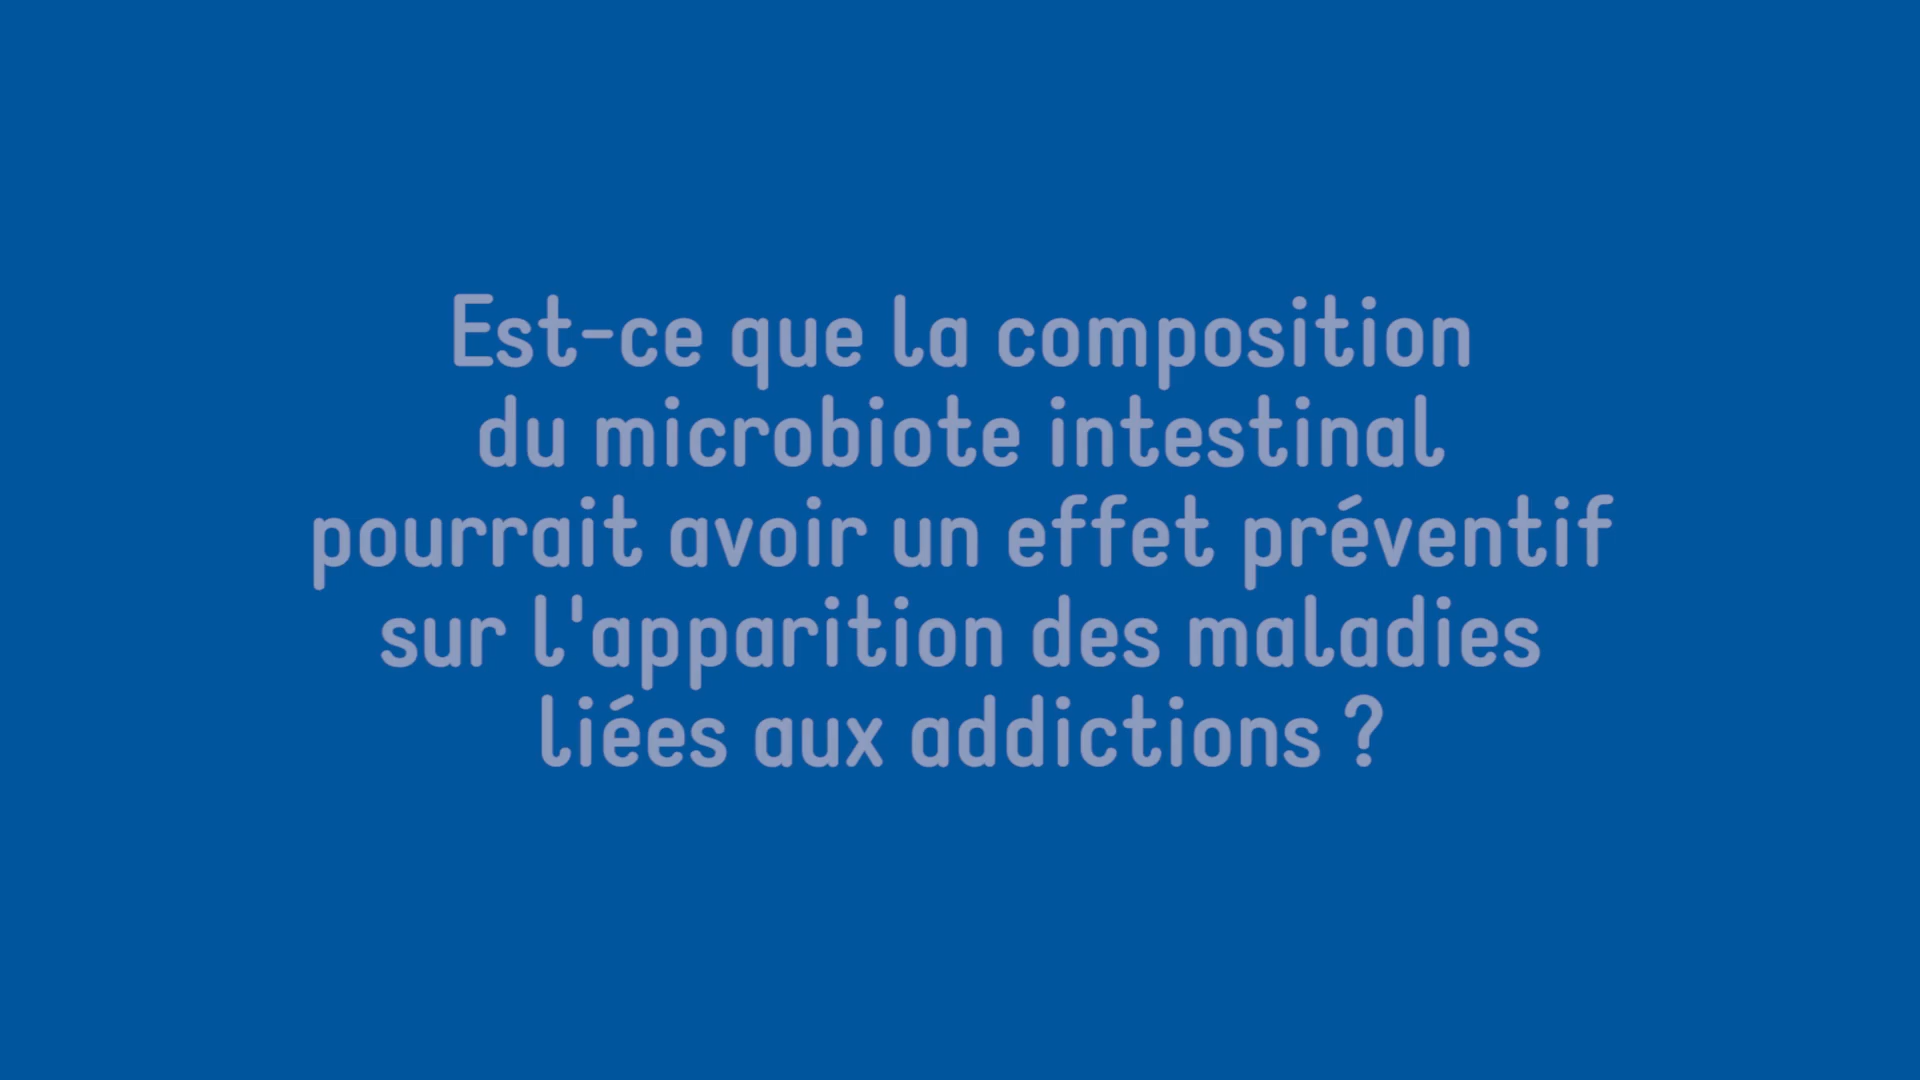 Est-ce que la composition
du microbiote intestinal
pourrait avoir un effet préventif
sur l'apparition des maladies
liées aux addictions ?